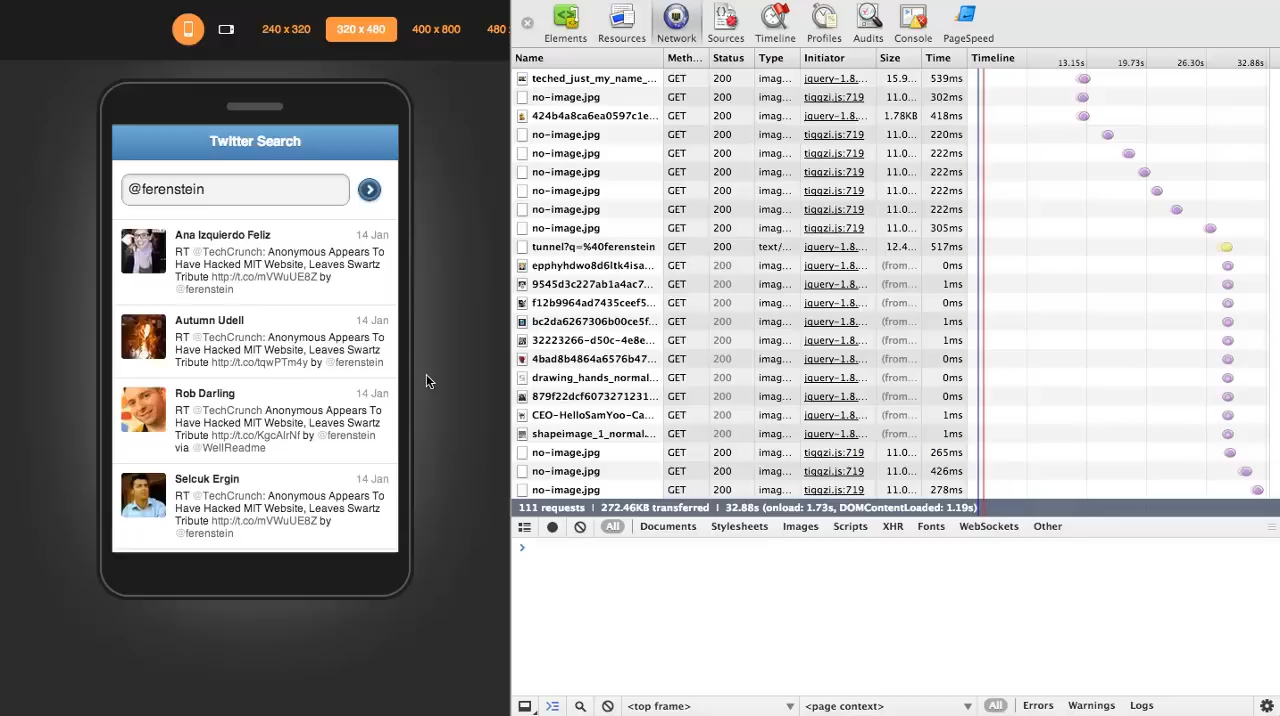 240 x 320
320 x 480
400 x 800
480
Twitter Search
@ferenstein
Ana Izquierdo Feliz 14 Jan
RT @TechCrunch: Anonymous Appears To
Have Hacked MIT Website, Leaves Swartz
Tribute http://t.co/mVWuUE8Z by
@ferenstein
Autumn Udell 14 Jan
RT @TechCrunch: Anonymous Appears To
Have Hacked MIT Website, Leaves Swartz
Tribute http://t.co/tqwPTm4y by @ferenstein
Rob Darling 14 Jan
RT @TechCrunch Anonymous Appears To
Have Hacked MIT Website, Leaves Swartz
Tribute http://t.co/KgcAIrNf by @ferenstein
via @WellReadme
Selcuk Ergin 14 Jan
RT @TechCrunch: Anonymous Appears To
Have Hacked MIT Website, Leaves Swartz
Tribute http://t.co/mVWuUE8Z by
@ferenstein
Elements Resources Network Sources Timeline Profiles Audits Console PageSpeed
Name Meth... Status Type Initiator Size Time Timeline 13.15s 19.73s 26.30s 32.88s
teched_just_my_name_... GET 200 imag... jquery-1.8.... 15.9... 539ms
no-image.jpg GET 200 imag... tiggzi.js:719 11.0... 302ms
424b4a8ca6ea0597c1e... GET 200 imag... jquery-1.8.... 1.78KB 418ms
no-image.jpg GET 200 imag... tiggzi.js:719 11.0... 220ms
no-image.jpg GET 200 imag... tiggzi.js:719 11.0... 222ms
no-image.jpg GET 200 imag... tiggzi.js:719 11.0... 222ms
no-image.jpg GET 200 imag... tiggzi.js:719 11.0... 222ms
no-image.jpg GET 200 imag... tiggzi.js:719 11.0... 222ms
no-image.jpg GET 200 imag... tiggzi.js:719 11.0... 305ms
tunnel?q=%40ferenstein GET 200 text/... jquery-1.8.... 12.4... 517ms
epphyhdwo8d6ltk4isa... GET 200 imag... jquery-1.8.... (from... 0ms
9545d3c227ab1a4ac7... GET 200 imag... jquery-1.8.... (from... 1ms
f12b9964ad7435ceef5... GET 200 imag... jquery-1.8.... (from... 0ms
bc2da6267306b00ce5f... GET 200 imag... jquery-1.8.... (from... 1ms
32223266-d50c-4e8e... GET 200 imag... jquery-1.8.... (from... 1ms
4bad8b4864a6576b47... GET 200 imag... jquery-1.8.... (from... 0ms
drawing_hands_normal... GET 200 imag... jquery-1.8.... (from... 0ms
879f22dcf6073271231... GET 200 imag... jquery-1.8.... (from... 0ms
CEO-HelloSamYoo-Ca... GET 200 imag... jquery-1.8.... (from... 1ms
shapeimage_1_normal.... GET 200 imag... jquery-1.8.... (from... 1ms
no-image.jpg GET 200 imag... tiggzi.js:719 11.0... 265ms
no-image.jpg GET 200 imag... tiggzi.js:719 11.0... 426ms
no-image.jpg GET 200 imag... tiggzi.js:719 11.0... 278ms
111 requests | 272.46KB transferred | 32.88s (onload: 1.73s, DOMContentLoaded: 1.19s)
All Documents Stylesheets Images Scripts XHR Fonts WebSockets Other
<top frame> <page context> All Errors Warnings Logs